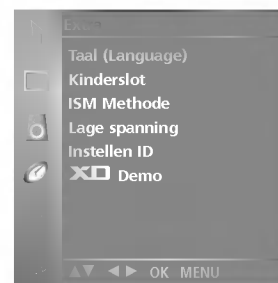 Extra
Taal (Language)
Kinderslot
ISM Methode
Lage spanning
Instellen ID
XD Demo
OK MENU